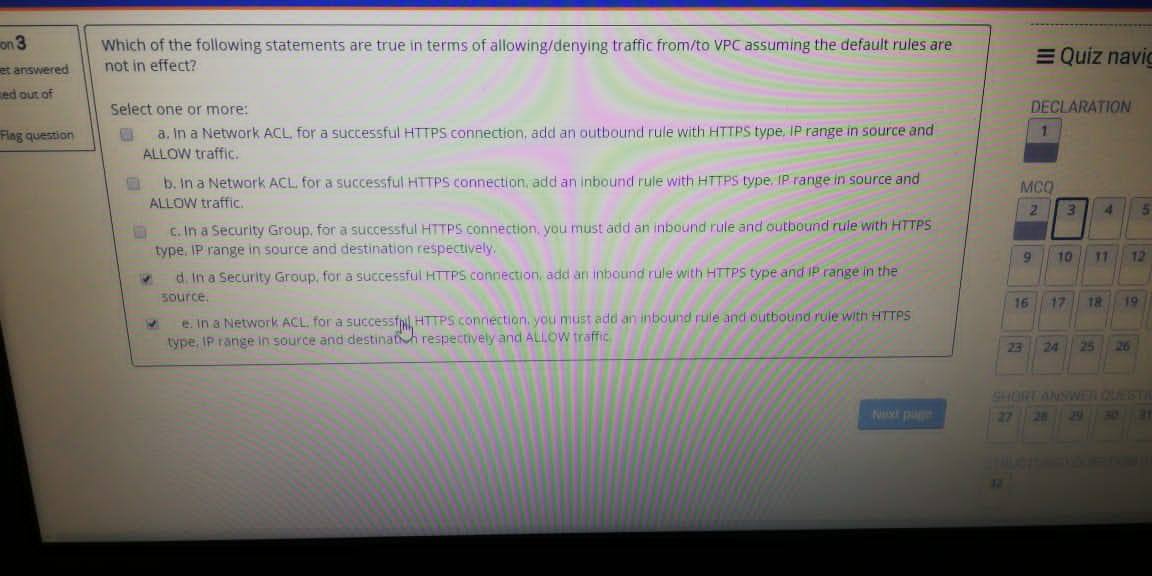 on 3
et answered
ed out of
Flag question
Which of the following statements are true in terms of allowing/denying traffic from/to VPC assuming the default rules are
not in effect?
Select one or more:
a. In a Network ACL, for a successful HTTPS connection, add an outbound rule with HTTPS type, IP range in source and
ALLOW traffic.
b. In a Network ACL, for a successful HTTPS connection, add an inbound rule with HTTPS type, IP range in source and
ALLOW traffic.
c. In a Security Group, for a successful HTTPS connection, you must add an inbound rule and outbound rule with HTTPS
type, IP range in source and destination respectively.
d. In a Security Group, for a successful HTTPS connection, add an inbound rule with HTTPS type and IP range in the
source.
e. In a Network ACL, for a successful HTTPS connection, you must add an inbound rule and outbound rule with HTTPS
type, IP range in source and destination respectively and ALLOW traffic.
Next page
Quiz navig
DECLARATION
1
MCQ
2 3 4 5
9 10 11 12
16 17 18 19
23 24 25 26
SHORT ANSWER QUESTI
27 28 29 30 31
32